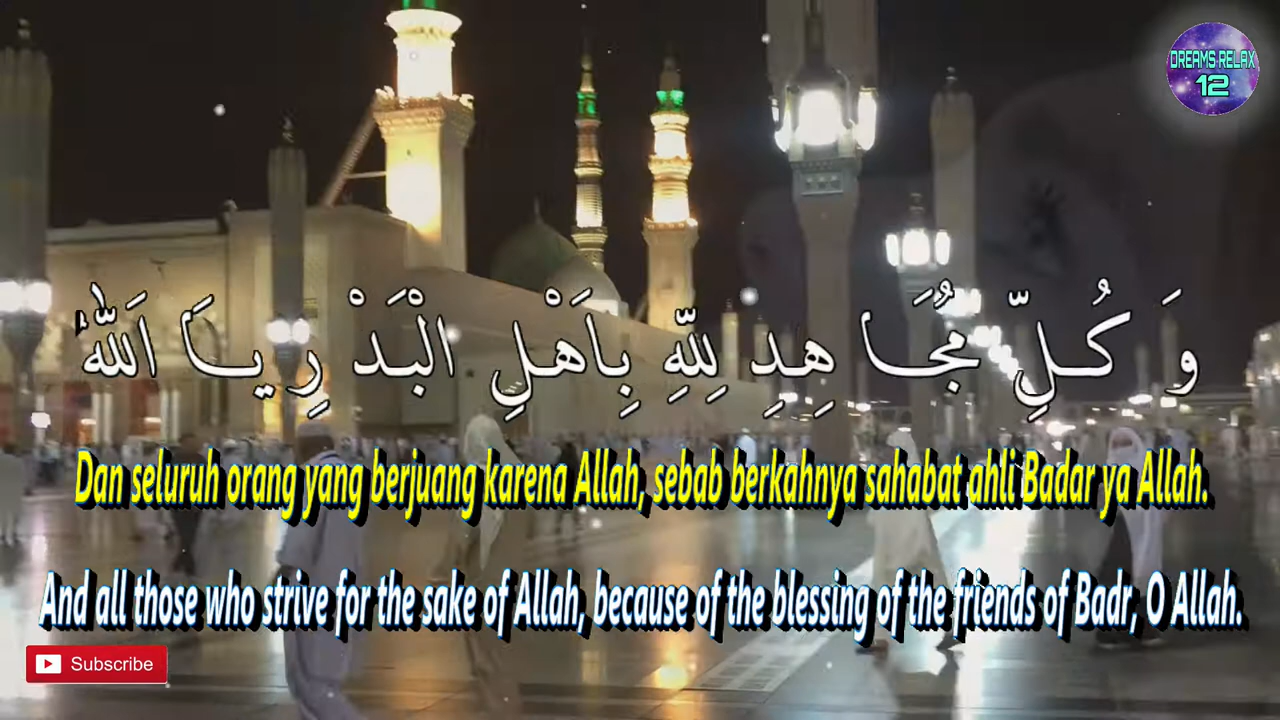 DREAMS RELAX
12
وَ كُلِّ مُجَا هِدِ لِلّٰهِ بِاَهْلِ الْبَدْ رِيـَـا اَللّٰهُ
Dan seluruh orang yang berjuang karena Allah, sebab berkahnya sahabat ahli Badar ya Allah.
And all those who strive for the sake of Allah, because of the blessing of the friends of Badr, O Allah.
Subscribe